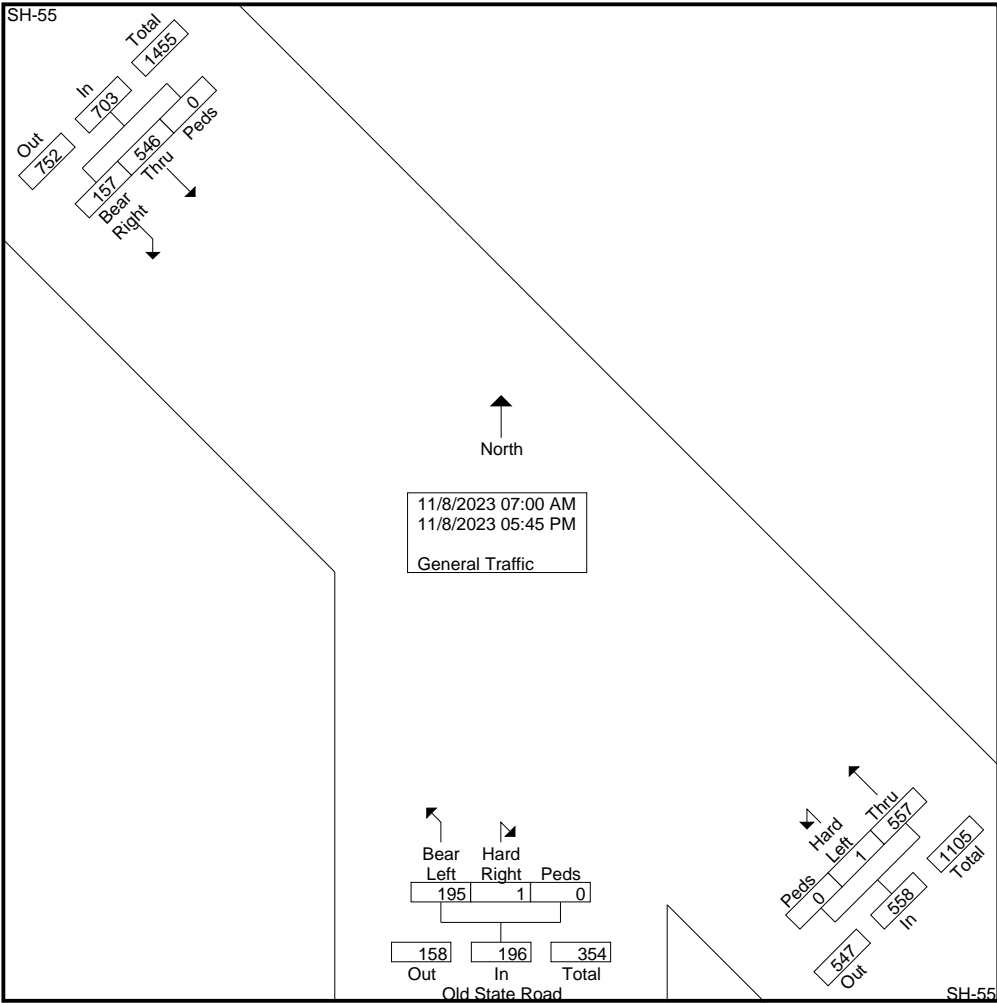 SH-55
Out
752
In
703
Total
1455
157
546
0
Bear
Right
Thru
Peds
North
11/8/2023 07:00 AM
11/8/2023 05:45 PM
General Traffic
Bear
Left
Hard
Right
Peds
195
1
0
158
196
354
Out
In
Total
Old State Road
Peds
Hard
Left
Thru
0
1
557
547
Out
558
In
1105
Total
SH-55